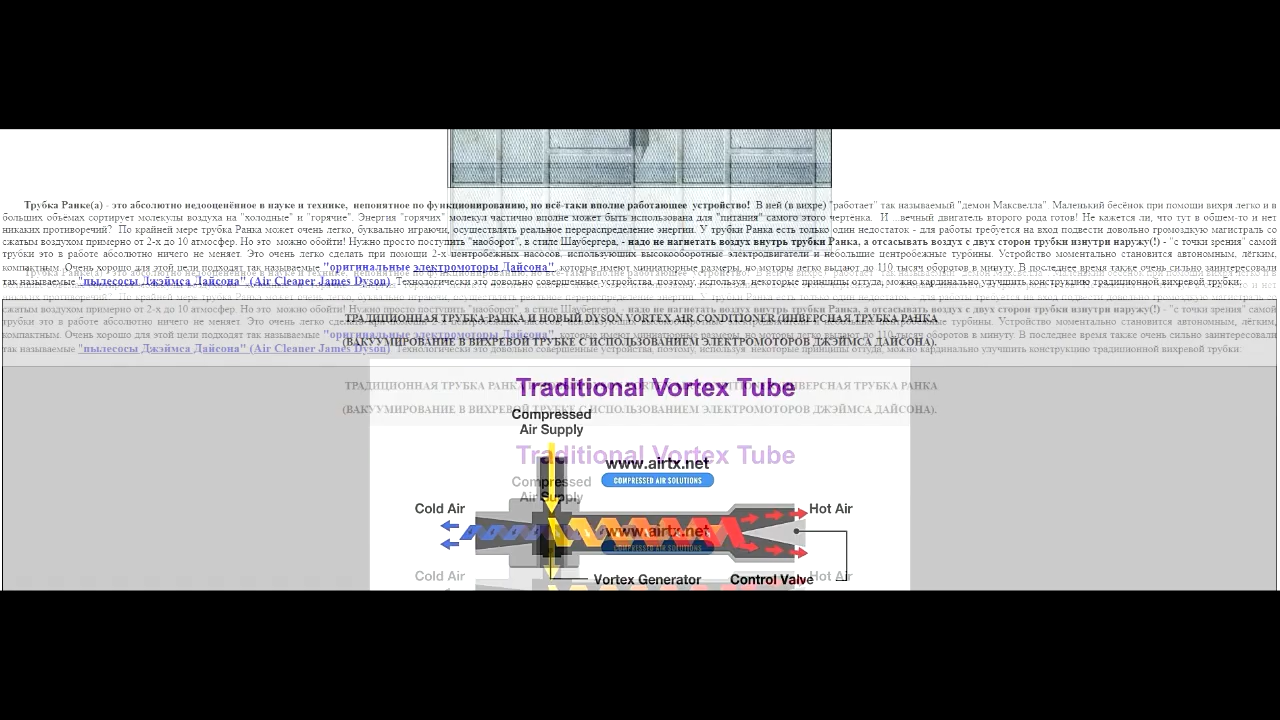 Трубка Ранке(а) - это абсолютно недооценённое в науке и технике, непонятное по функционированию, но всё-таки вполне работающее устройство! В ней (в вихре) "работает" так называемый "демон Максвелла". Маленький бесёнок при помощи вихря легко и в
больших объёмах сортирует молекулы воздуха на "холодные" и "горячие". Энергия "горячих" молекул частично вполне может быть использована для "питания" самого этого чертёнка. И ...вечный двигатель второго рода готов! Не кажется ли, что тут в общем-то и нет
никаких противоречий? По крайней мере трубка Ранка может очень легко, буквально играючи, осуществлять реальное перераспределение энергии. У трубки Ранка есть только один недостаток - для работы требуется на вход подвести довольно громоздкую магистраль со
сжатым воздухом примерно от 2-х до 10 атмосфер. Но это можно обойти! Нужно просто поступить "наоборот", в стиле Шаубергера, - надо не нагнетать воздух внутрь трубки Ранка, а отсасывать воздух с двух сторон трубки изнутри наружу(!) - "с точки зрения" самой
трубки это в работе абсолютно ничего не меняет. Это очень легко сделать при помощи 2-х центробежных насосов, использующих высокооборотные электродвигатели и небольшие центробежные турбины. Устройство моментально становится автономным, лёгким,
компактным. Очень хорошо для этой цели подходят так называемые "оригинальные электромоторы Дайсона", которые имеют миниатюрные размеры, но моторы легко выдают до 110 тысяч оборотов в минуту. В последнее время также очень сильно заинтересовали
так называемые "пылесосы Джэймса Дайсона" (Air Cleaner James Dyson). Технологически это довольно совершенные устройства, поэтому, используя некоторые принципы оттуда, можно кардинально улучшить конструкцию традиционной вихревой трубки:
ТРАДИЦИОННАЯ ТРУБКА РАНКА И НОВЫЙ DYSON VORTEX AIR CONDITIONER (ИНВЕРСНАЯ ТРУБКА РАНКА
(ВАКУУМИРОВАНИЕ В ВИХРЕВОЙ ТРУБКЕ С ИСПОЛЬЗОВАНИЕМ ЭЛЕКТРОМОТОРОВ ДЖЭЙМСА ДАЙСОНА).
Traditional Vortex Tube
Compressed
Air Supply
www.airtx.net
COMPRESSED AIR SOLUTIONS
Cold Air
Hot Air
Vortex Generator
Control Valve